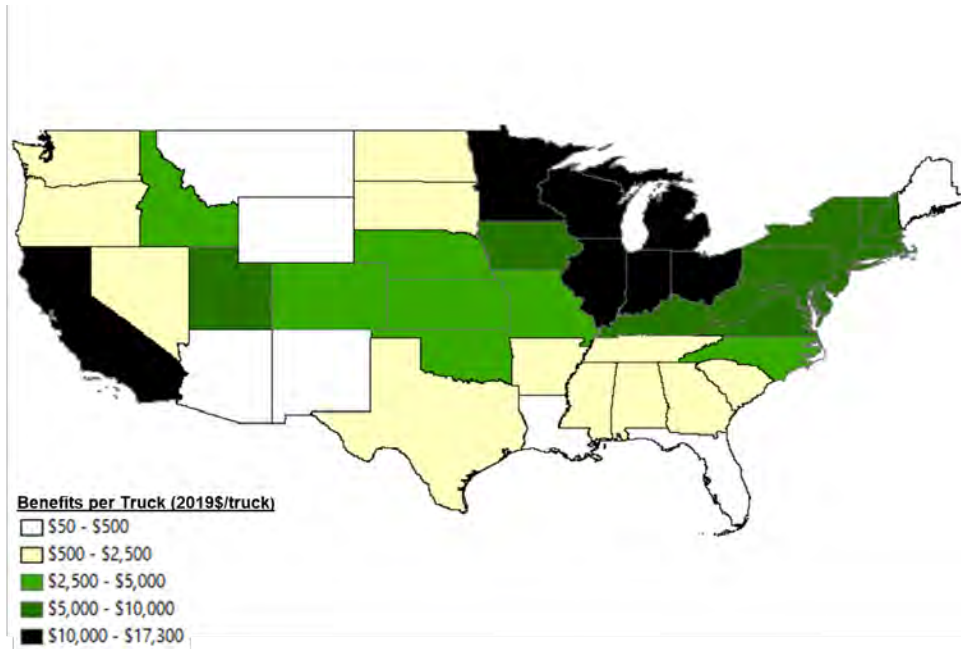 Benefits per Truck (2019$/truck)
$50 - $500
$500 - $2,500
$2,500 - $5,000
$5,000 - $10,000
$10,000 - $17,300